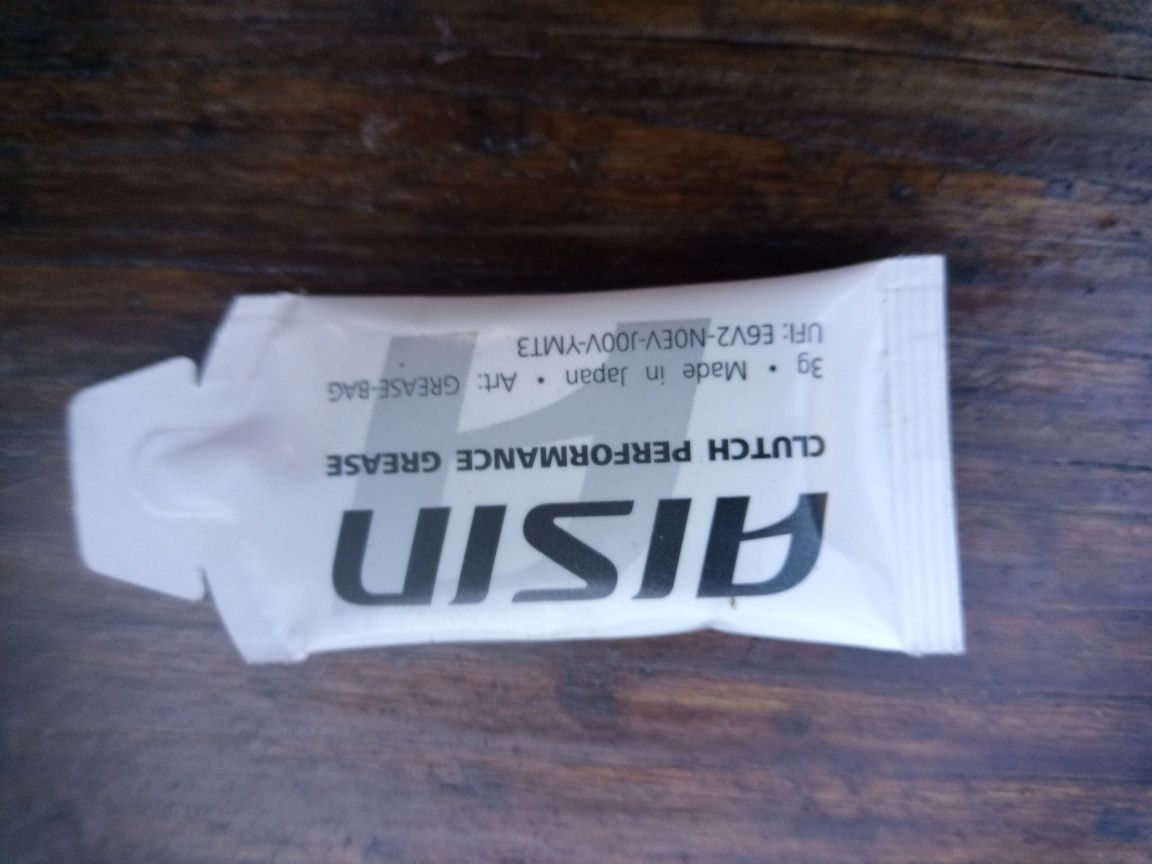 AISIN
CLUTCH PERFORMANCE GREASE
3g • Made in Japan • Art: GREASE-BAG
UFI: E6V2-N0EV-J00V-YMT3